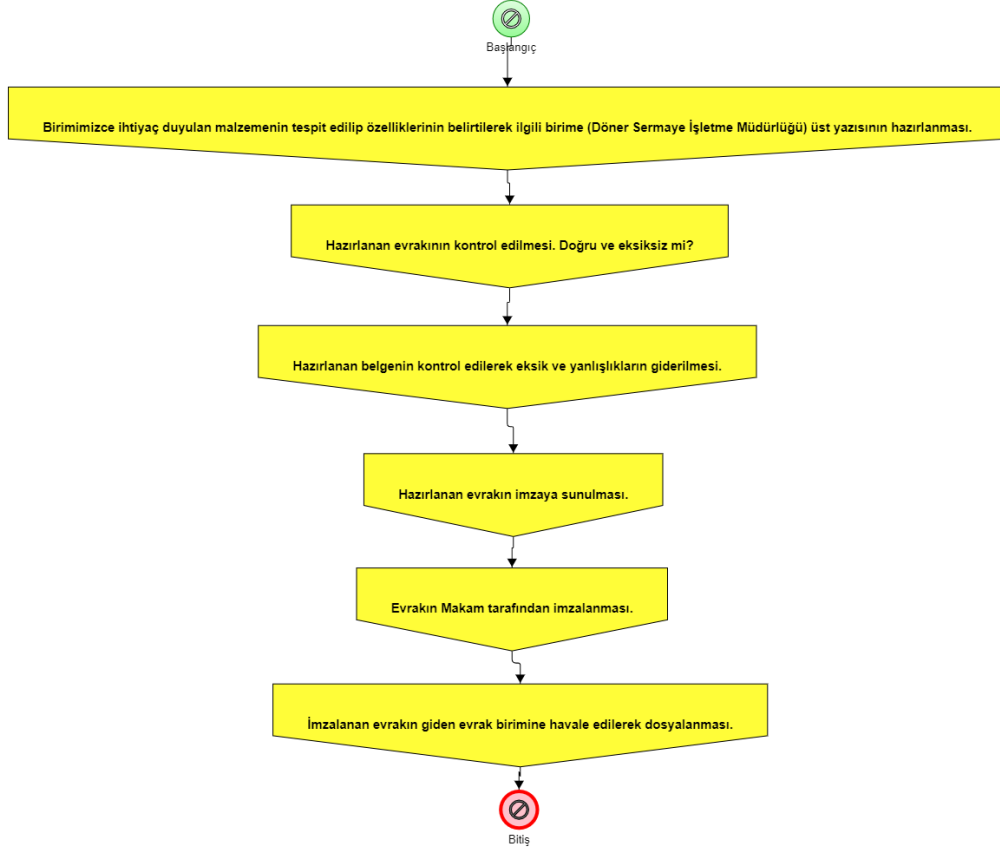 Başlangıç
Birimimizce ihtiyaç duyulan malzemenin tespit edilip özelliklerinin belirtilerek ilgili birime (Döner Sermaye İşletme Müdürlüğü) üst yazısının hazırlanması.
Hazırlanan evrakının kontrol edilmesi. Doğru ve eksiksiz mi?
Hazırlanan belgenin kontrol edilerek eksik ve yanlışlıkların giderilmesi.
Hazırlanan evrakın imzaya sunulması.
Evrakın Makam tarafından imzalanması.
İmzalanan evrakın giden evrak birimine havale edilerek dosyalanması.
Bitiş